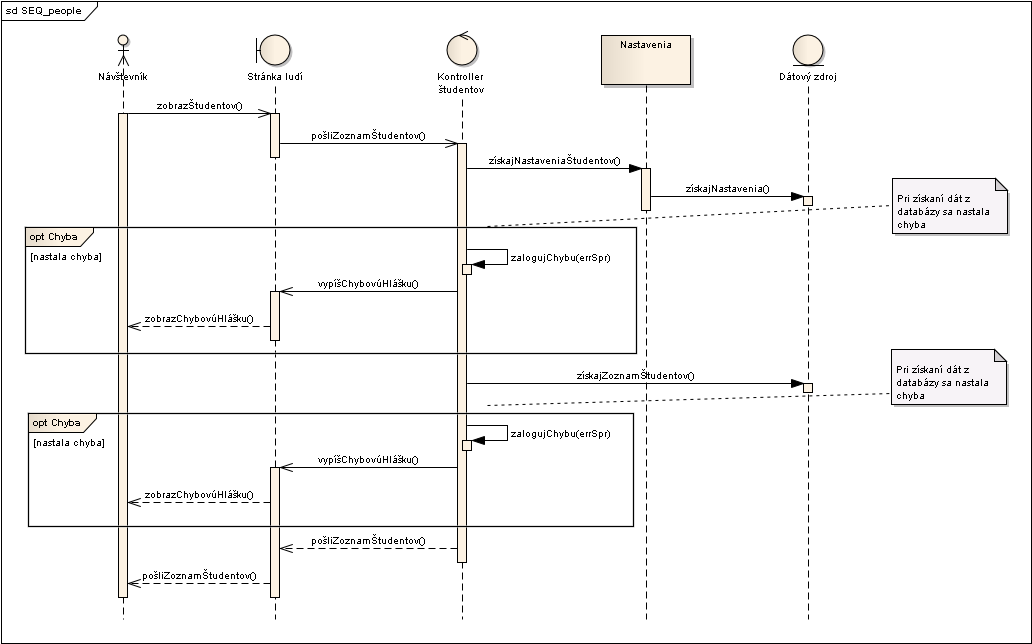 sd SEQ_people
Návštevník
Stránka ludí
Kontroller
študentov
Nastavenia
Dátový zdroj
zobrazŠtudentov()
pošliZoznamŠtudentov()
získajNastaveniaŠtudentov()
získajNastavenia()
Pri získaní dát z
databázy sa nastala
chyba
opt Chyba
[nastala chyba]
zalogujChybu(errSpr)
vypíšChybovúHlášku()
zobrazChybovúHlášku()
získajZoznamŠtudentov()
Pri získaní dát z
databázy sa nastala
chyba
opt Chyba
[nastala chyba]
zalogujChybu(errSpr)
vypíšChybovúHlášku()
zobrazChybovúHlášku()
pošliZoznamŠtudentov()
pošliZoznamŠtudentov()